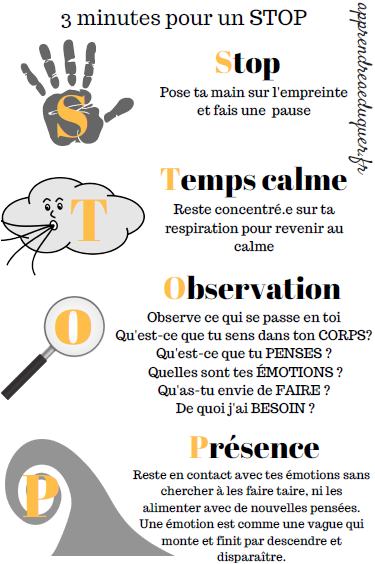 3 minutes pour un STOP
apprendreaeduquer.fr
Stop
S
Pose ta main sur l'empreinte
et fais une pause
Temps calme
T
Reste concentré.e sur ta
respiration pour revenir au
calme
Observation
O
Observe ce qui se passe en toi
Qu'est-ce que tu sens dans ton CORPS?
Qu'est-ce que tu PENSES ?
Quelles sont tes ÉMOTIONS ?
Qu'as-tu envie de FAIRE ?
De quoi j'ai BESOIN ?
Présence
P
Reste en contact avec tes émotions sans
chercher à les faire taire, ni les
alimenter avec de nouvelles pensées.
Une émotion est comme une vague qui
monte et finit par descendre et
disparaître.